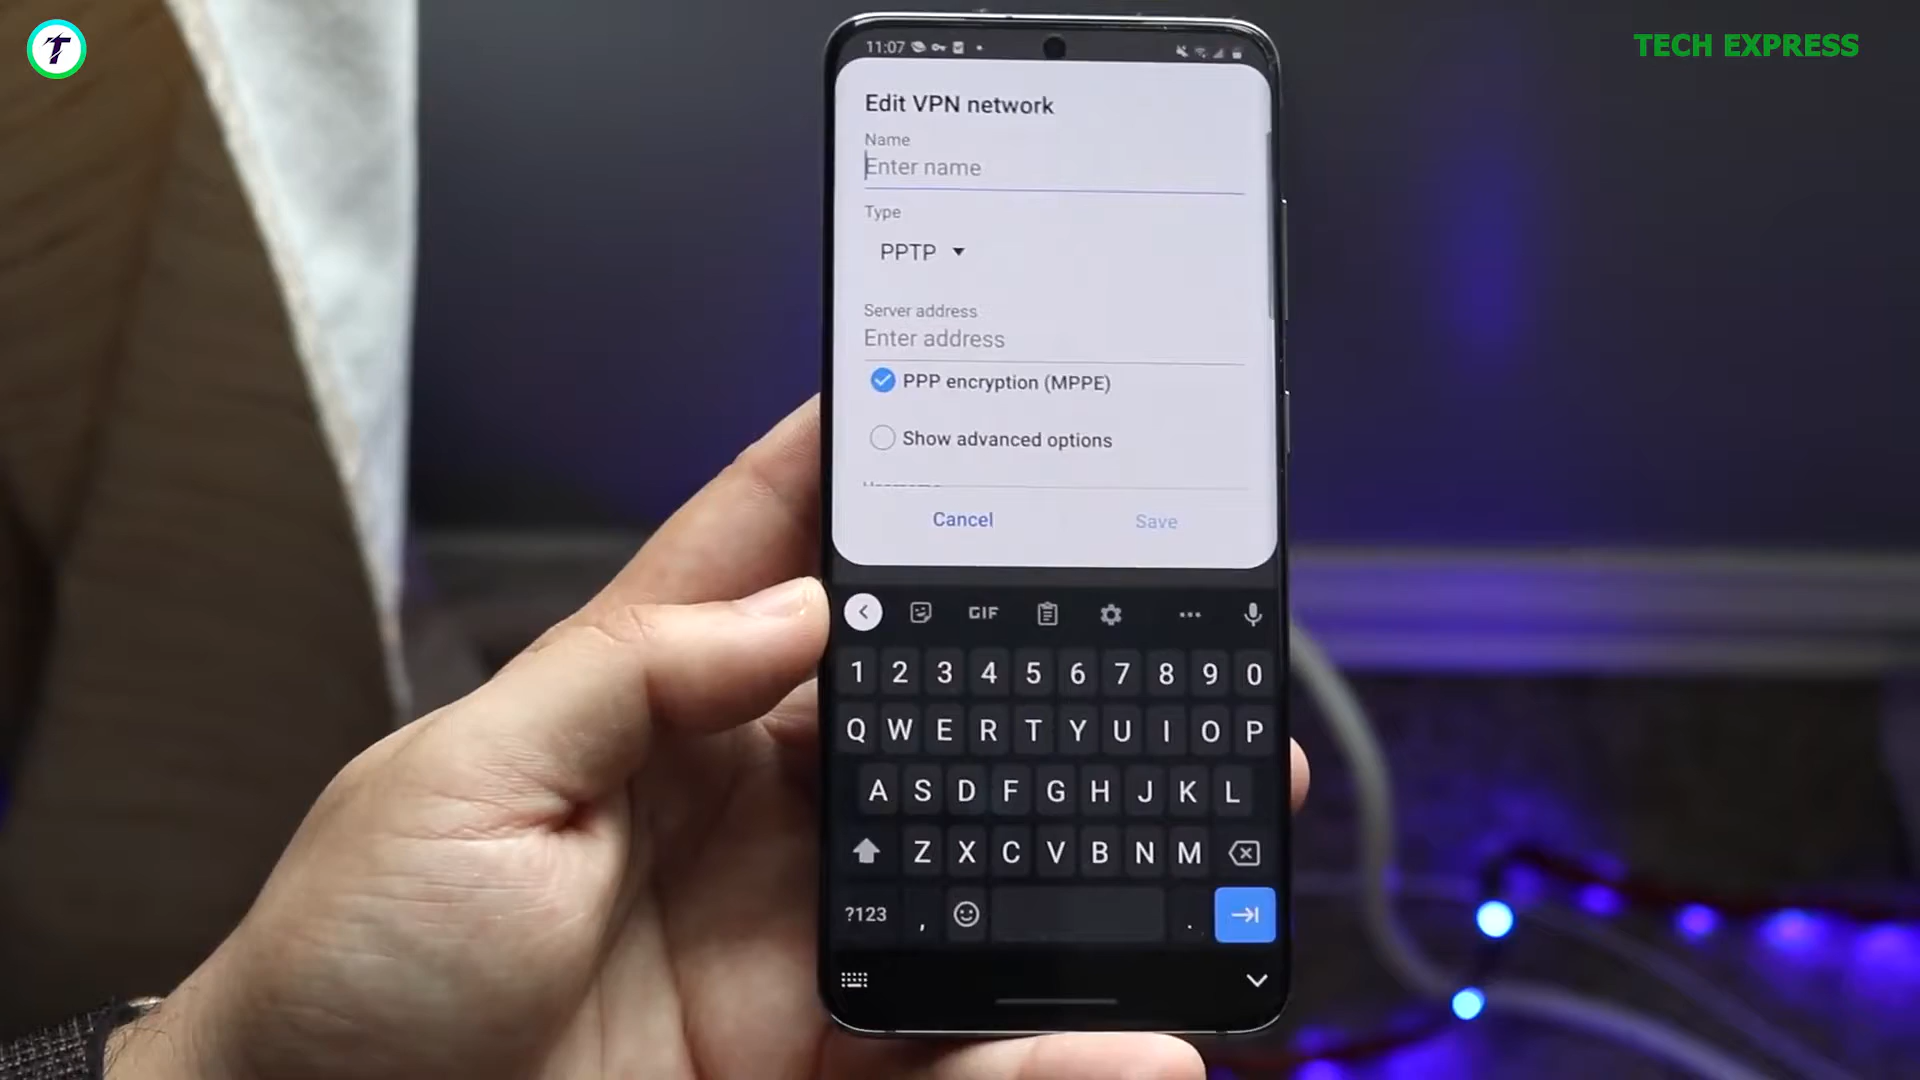 T
TECH EXPRESS
11:07
Edit VPN network
Name
Enter name
Type
PPTP
Server address
Enter address
PPP encryption (MPPE)
Show advanced options
Cancel
Save
GIF
1 2 3 4 5 6 7 8 9 0
Q W E R T Y U I O P
A S D F G H J K L
Z X C V B N M
?123 , .